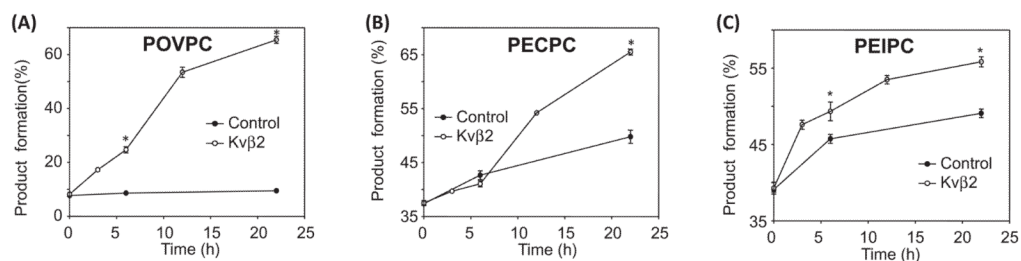 (A)
POVPC
Product formation(%)
60
40
20
0
*
*
Control
Kvβ2
0 5 10 15 20 25
Time (h)
(B)
PECPC
Product formation (%)
65
55
45
35
*
Control
Kvβ2
0 5 10 15 20 25
Time (h)
(C)
PEIPC
Product formation (%)
55
45
35
*
*
Control
Kvβ2
0 5 10 15 20 25
Time (h)